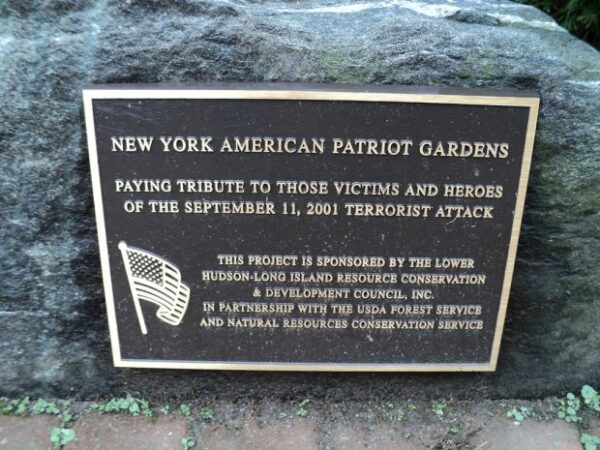 NEW YORK AMERICAN PATRIOT GARDENS
PAYING TRIBUTE TO THOSE VICTIMS AND HEROES
OF THE SEPTEMBER 11, 2001 TERRORIST ATTACK
THIS PROJECT IS SPONSORED BY THE LOWER
HUDSON-LONG ISLAND RESOURCE CONSERVATION
& DEVELOPMENT COUNCIL, INC.
IN PARTNERSHIP WITH THE USDA FOREST SERVICE
AND NATURAL RESOURCES CONSERVATION SERVICE